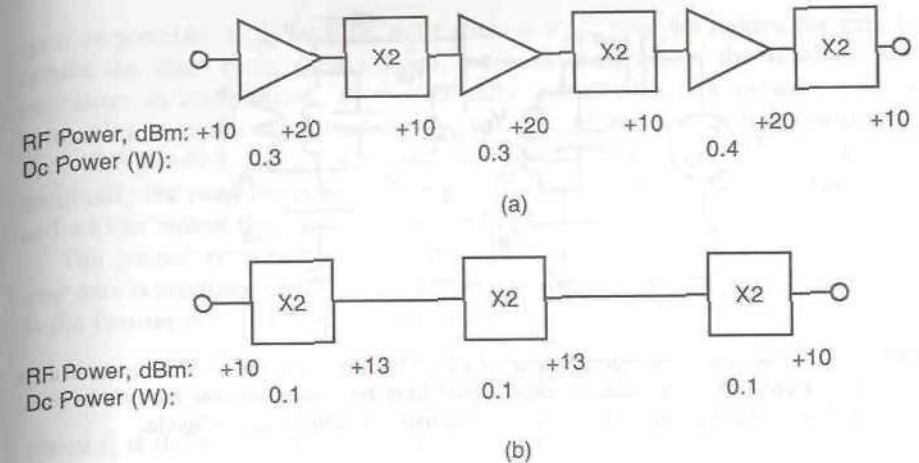 X2 X2 X2
RF Power, dBm: +10 +20 +10 +20 +10 +20 +10
Dc Power (W): 0.3 0.3 0.4
(a)
X2 X2 X2
RF Power, dBm: +10 +13 +13 +10
Dc Power (W): 0.1 0.1 0.1
(b)